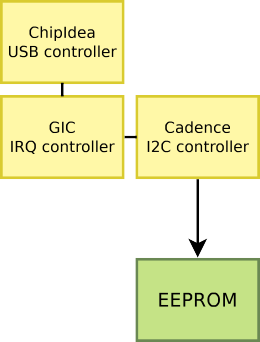 ChipIdea
USB controller
GIC
IRQ controller
Cadence
I2C controller
EEPROM